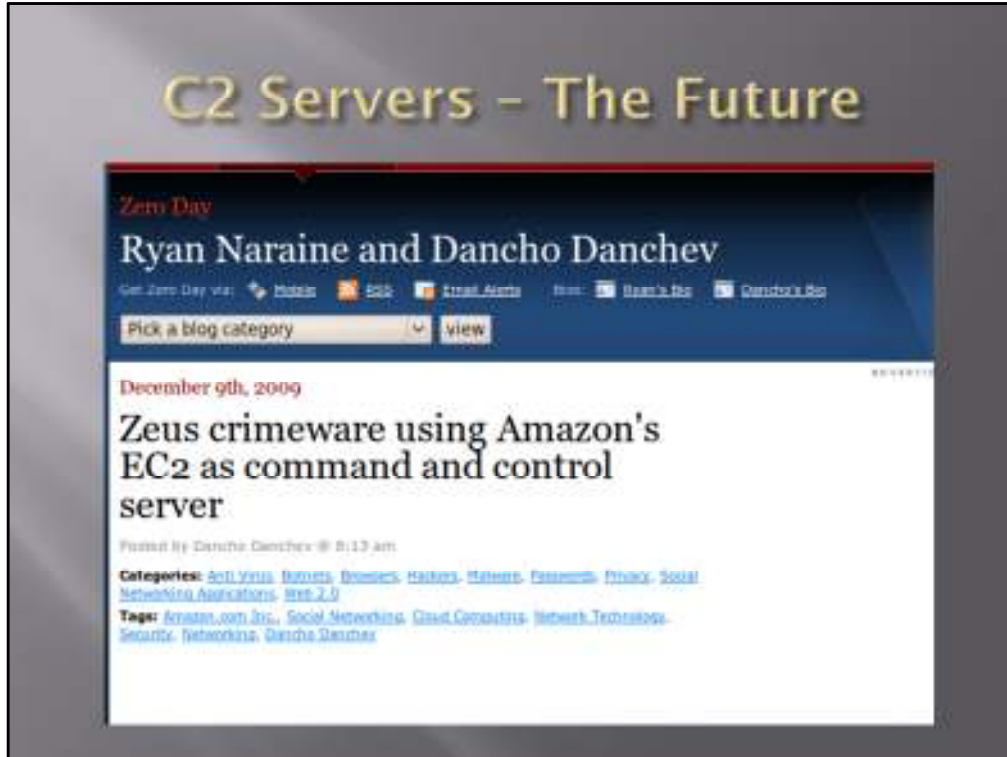 C2 Servers – The Future
Zero Day
Ryan Naraine and Dancho Danchev
Get Zero Day via: Mobile RSS Email Alerts Bios: Ryan's Bio Dancho's Bio
Pick a blog category view
December 9th, 2009
Zeus crimeware using Amazon's
EC2 as command and control
server
Posted by Dancho Danchev @ 8:13 am
Categories: Anti Virus, Botnets, Browsers, Hackers, Malware, Passwords, Privacy, Social
Networking Applications, Web 2.0
Tags: Amazon.com Inc., Social Networking, Cloud Computing, Network Technology,
Security, Networking, Dancho Danchev